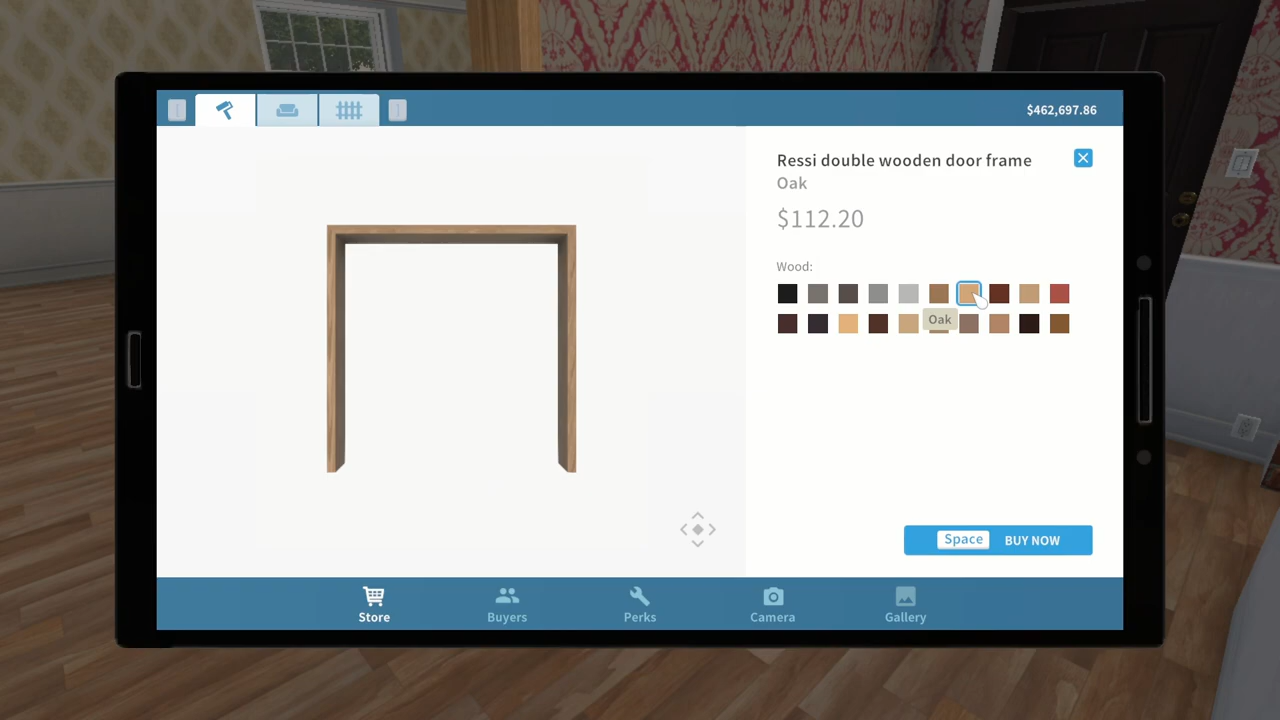 $462,697.86
Ressi double wooden door frame
Oak
$112.20
Wood:
Oak
Space BUY NOW
Store
Buyers
Perks
Camera
Gallery